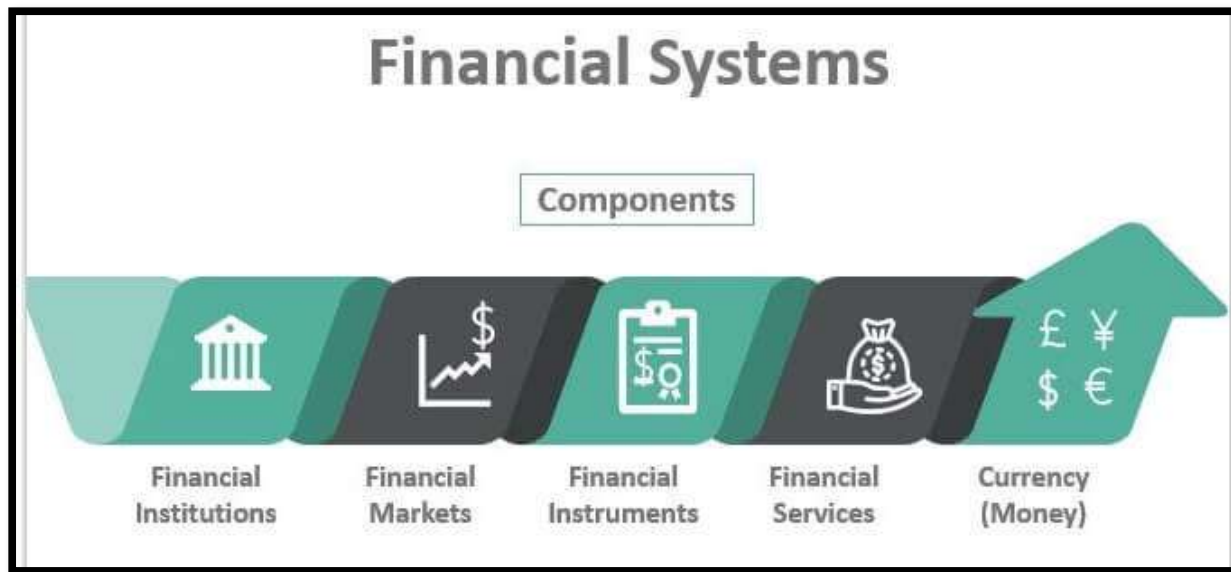 Financial Systems
Components
$
$
$
£ ¥
$ €
Financial
Institutions
Financial
Markets
Financial
Instruments
Financial
Services
Currency
(Money)